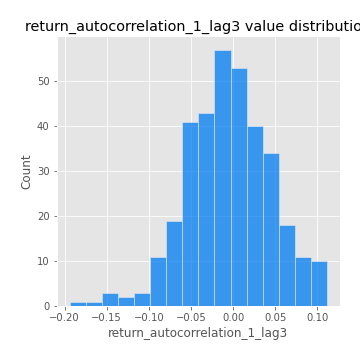 return_autocorrelation_1_lag3 value distributio
50
40
30
20
10
0
Count
−0.20 −0.15 −0.10 −0.05 0.00 0.05 0.10
return_autocorrelation_1_lag3